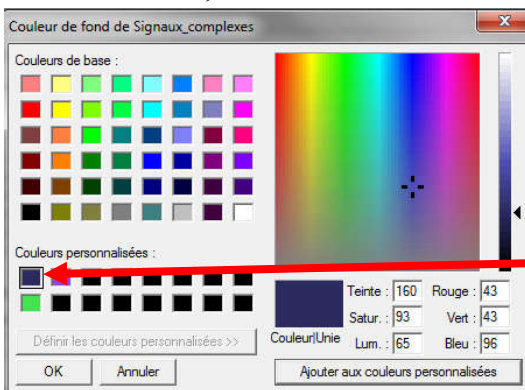 Couleur de fond de Signaux_complexes
Couleurs de base :
Couleurs personnalisées :
Définir les couleurs personnalisées >>
OK Annuler
Teinte : 160 Rouge : 43
Satur. : 93 Vert : 43
Couleur|Unie Lum. : 65 Bleu : 96
Ajouter aux couleurs personnalisées